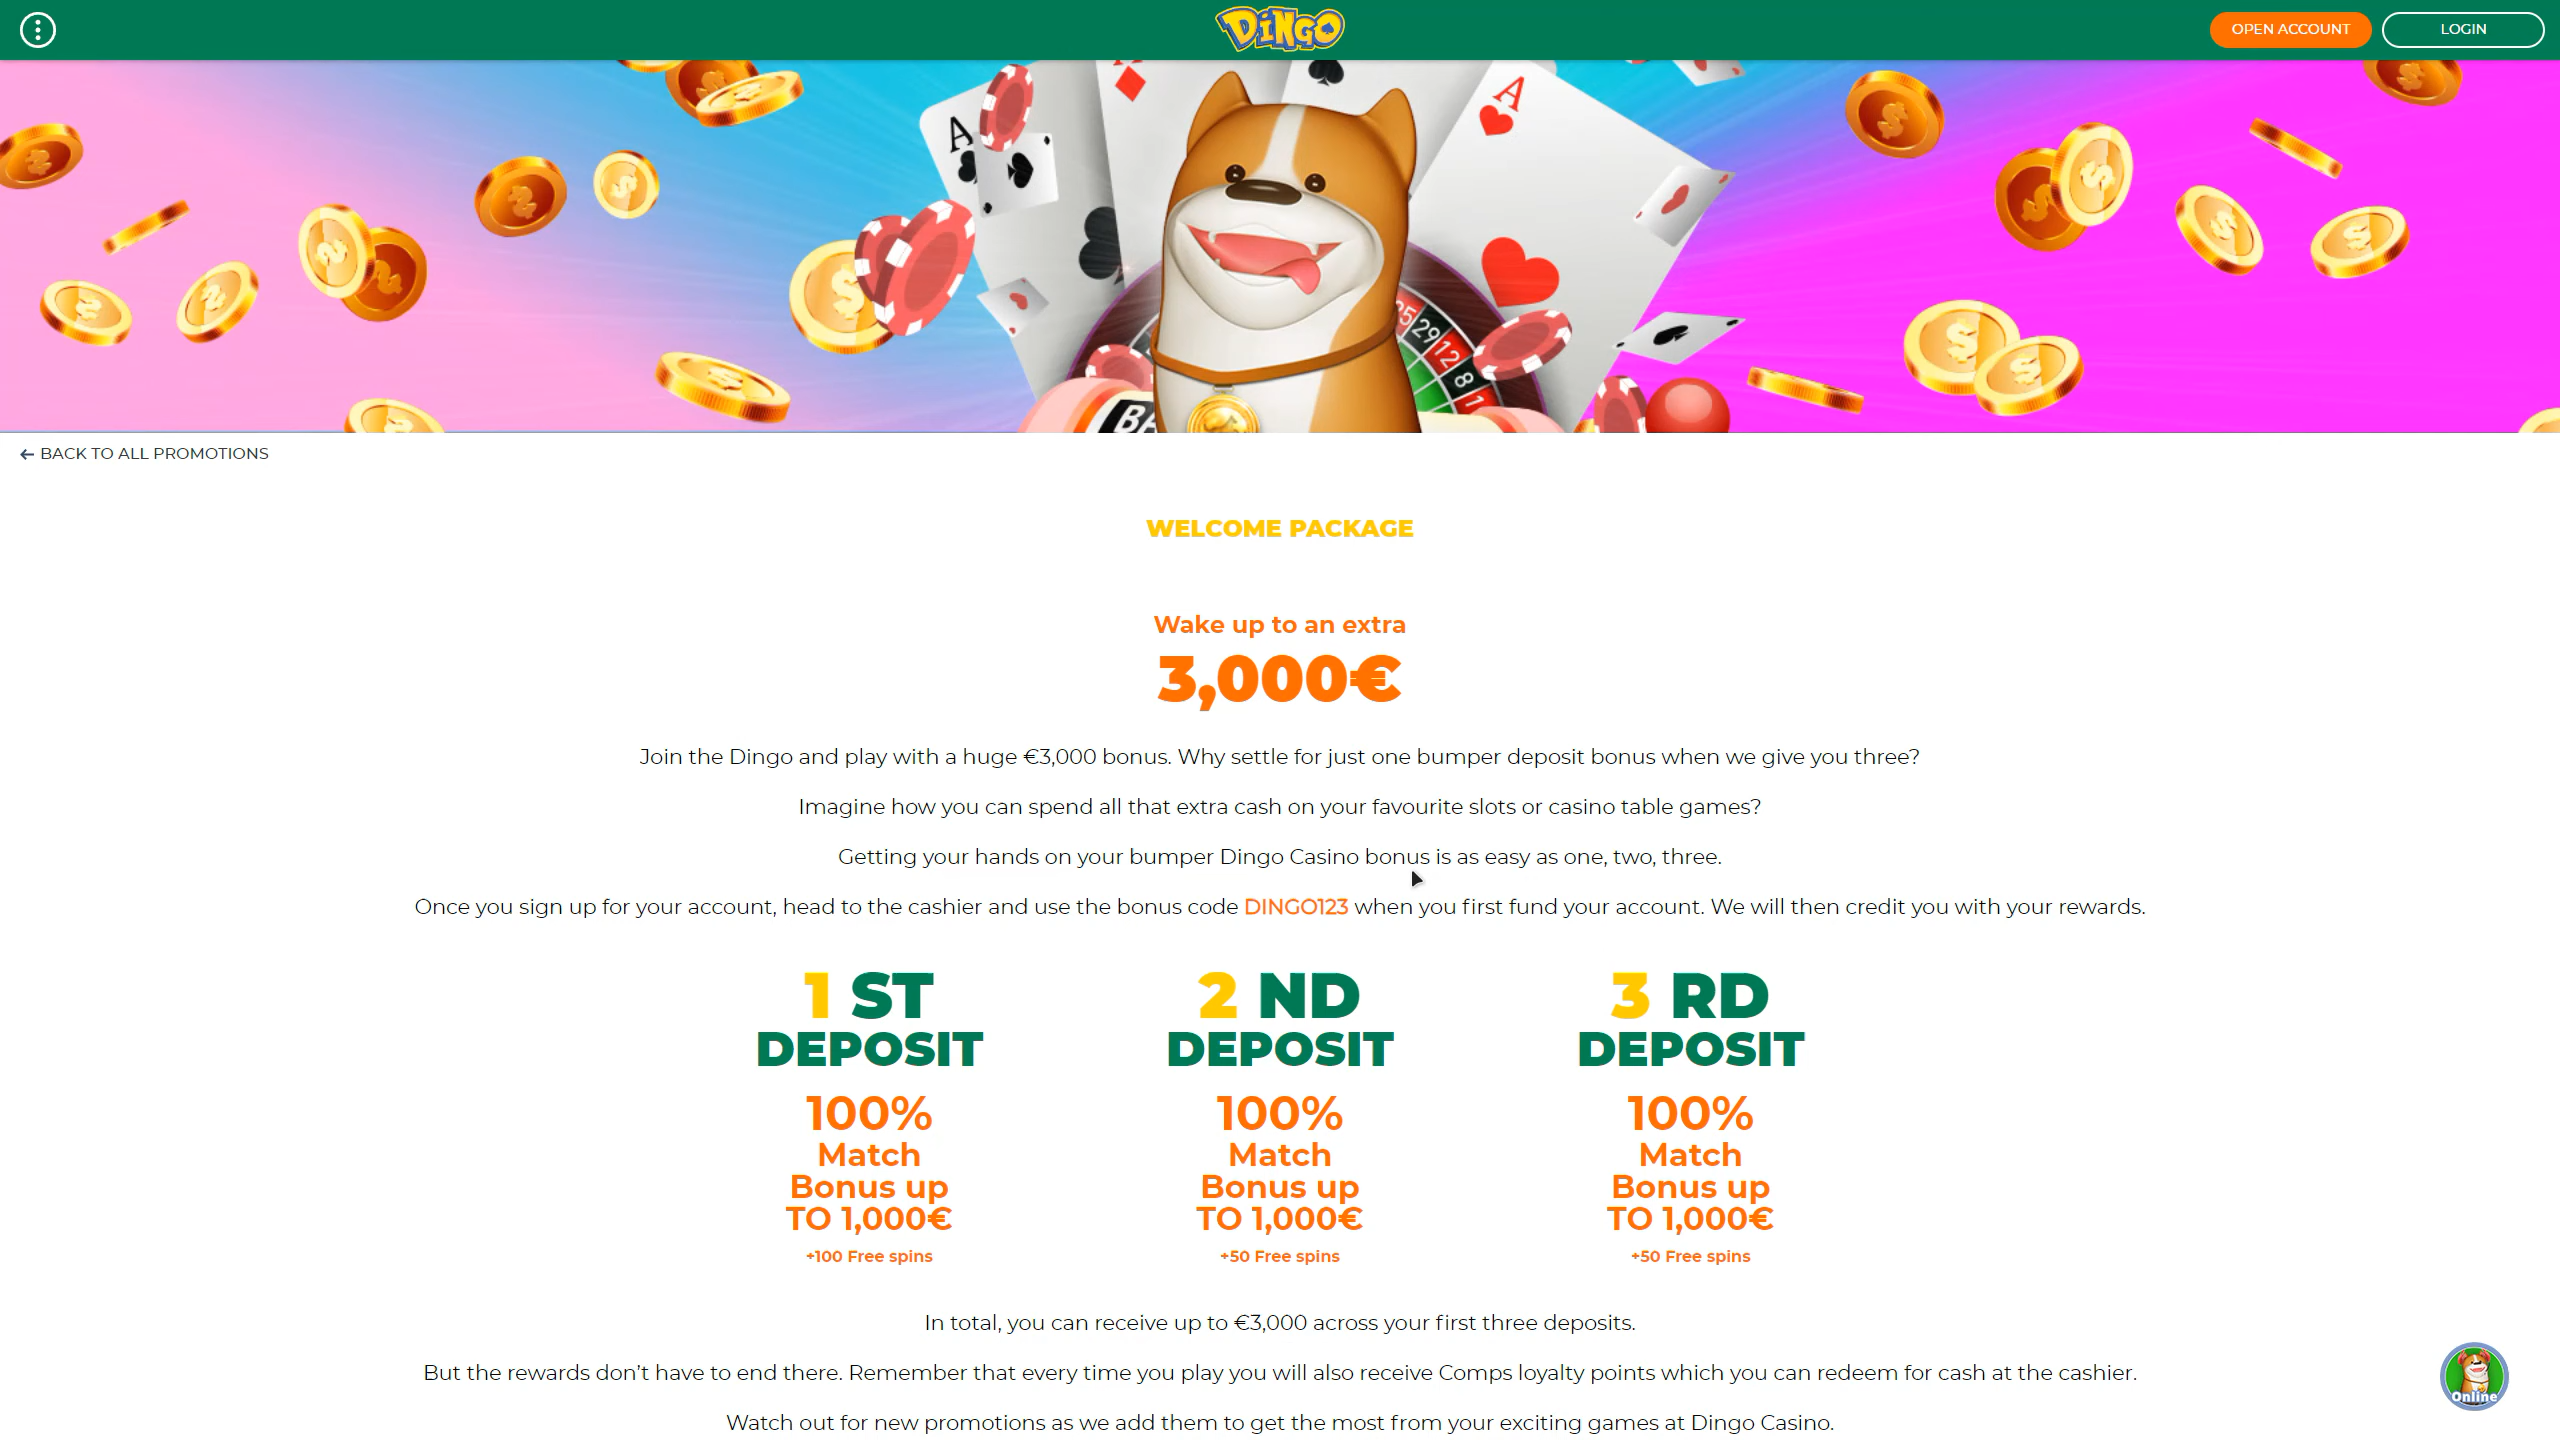 DiNGO
OPEN ACCOUNT
LOGIN
A
A
25 29 12 8 1
BA
← BACK TO ALL PROMOTIONS
WELCOME PACKAGE
Wake up to an extra
3,000€
Join the Dingo and play with a huge €3,000 bonus. Why settle for just one bumper deposit bonus when we give you three?
Imagine how you can spend all that extra cash on your favourite slots or casino table games?
Getting your hands on your bumper Dingo Casino bonus is as easy as one, two, three.
Once you sign up for your account, head to the cashier and use the bonus code DINGO123 when you first fund your account. We will then credit you with your rewards.
1 ST
DEPOSIT
100%
Match
Bonus up
TO 1,000€
+100 Free spins
2 ND
DEPOSIT
100%
Match
Bonus up
TO 1,000€
+50 Free spins
3 RD
DEPOSIT
100%
Match
Bonus up
TO 1,000€
+50 Free spins
In total, you can receive up to €3,000 across your first three deposits.
But the rewards don’t have to end there. Remember that every time you play you will also receive Comps loyalty points which you can redeem for cash at the cashier.
Watch out for new promotions as we add them to get the most from your exciting games at Dingo Casino.
Online